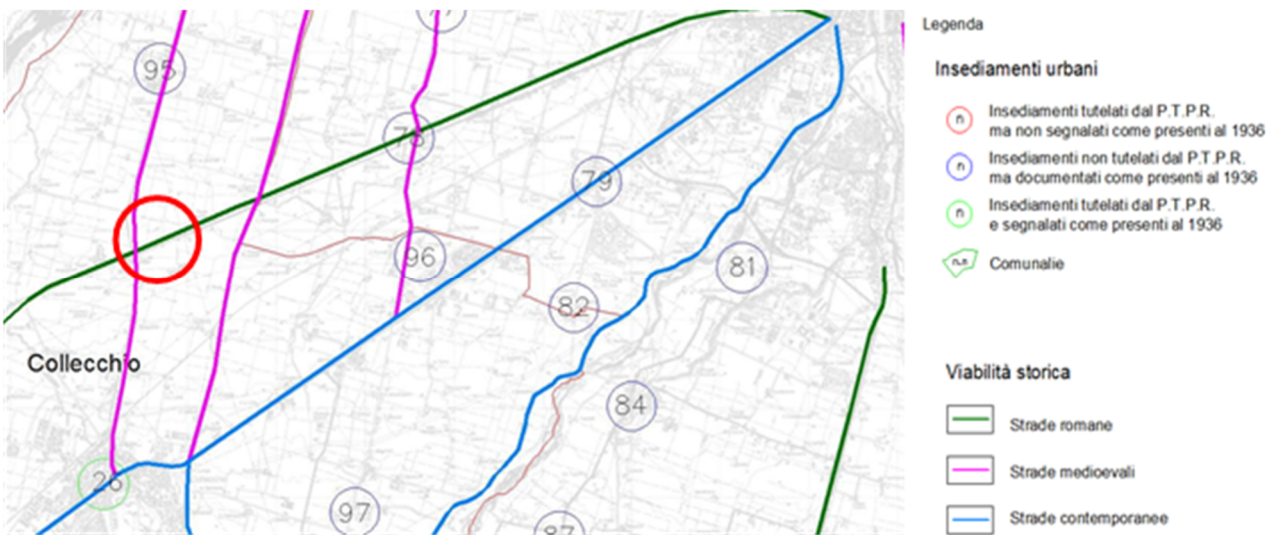 95
78
79
96
81
82
Collecchio
84
26
97
87
Legenda
Insediamenti urbani
n
Insediamenti tutelati dal P.T.P.R.
ma non segnalati come presenti al 1936
n
Insediamenti non tutelati dal P.T.P.R.
ma documentati come presenti al 1936
n
Insediamenti tutelati dal P.T.P.R.
e segnalati come presenti al 1936
n.n
Comunalie
Viabilità storica
Strade romane
Strade medioevali
Strade contemporanee